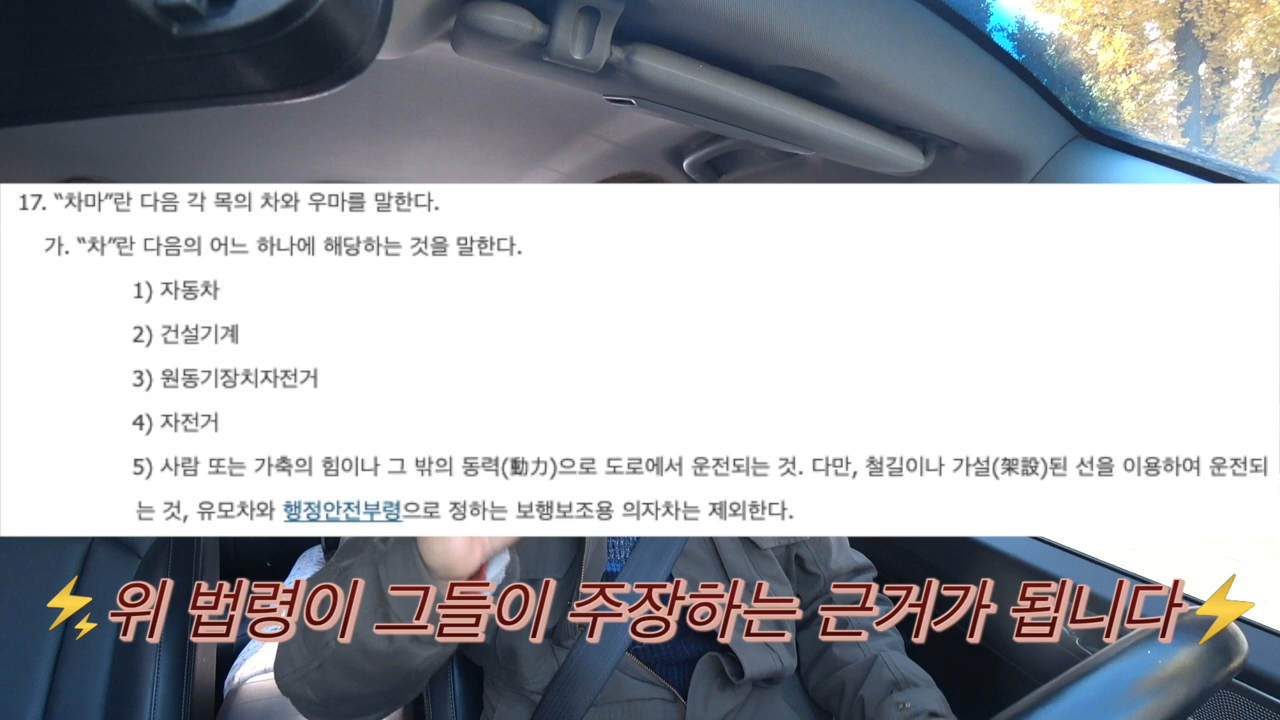 17. “차마”란 다음 각 목의 차와 우마를 말한다.
가. “차”란 다음의 어느 하나에 해당하는 것을 말한다.
1) 자동차
2) 건설기계
3) 원동기장치자전거
4) 자전거
5) 사람 또는 가축의 힘이나 그 밖의 동력(動力)으로 도로에서 운전되는 것. 다만, 철길이나 가설(架設)된 선을 이용하여 운전되
는 것, 유모차와 행정안전부령으로 정하는 보행보조용 의자차는 제외한다.
⚡위 법령이 그들이 주장하는 근거가 됩니다⚡